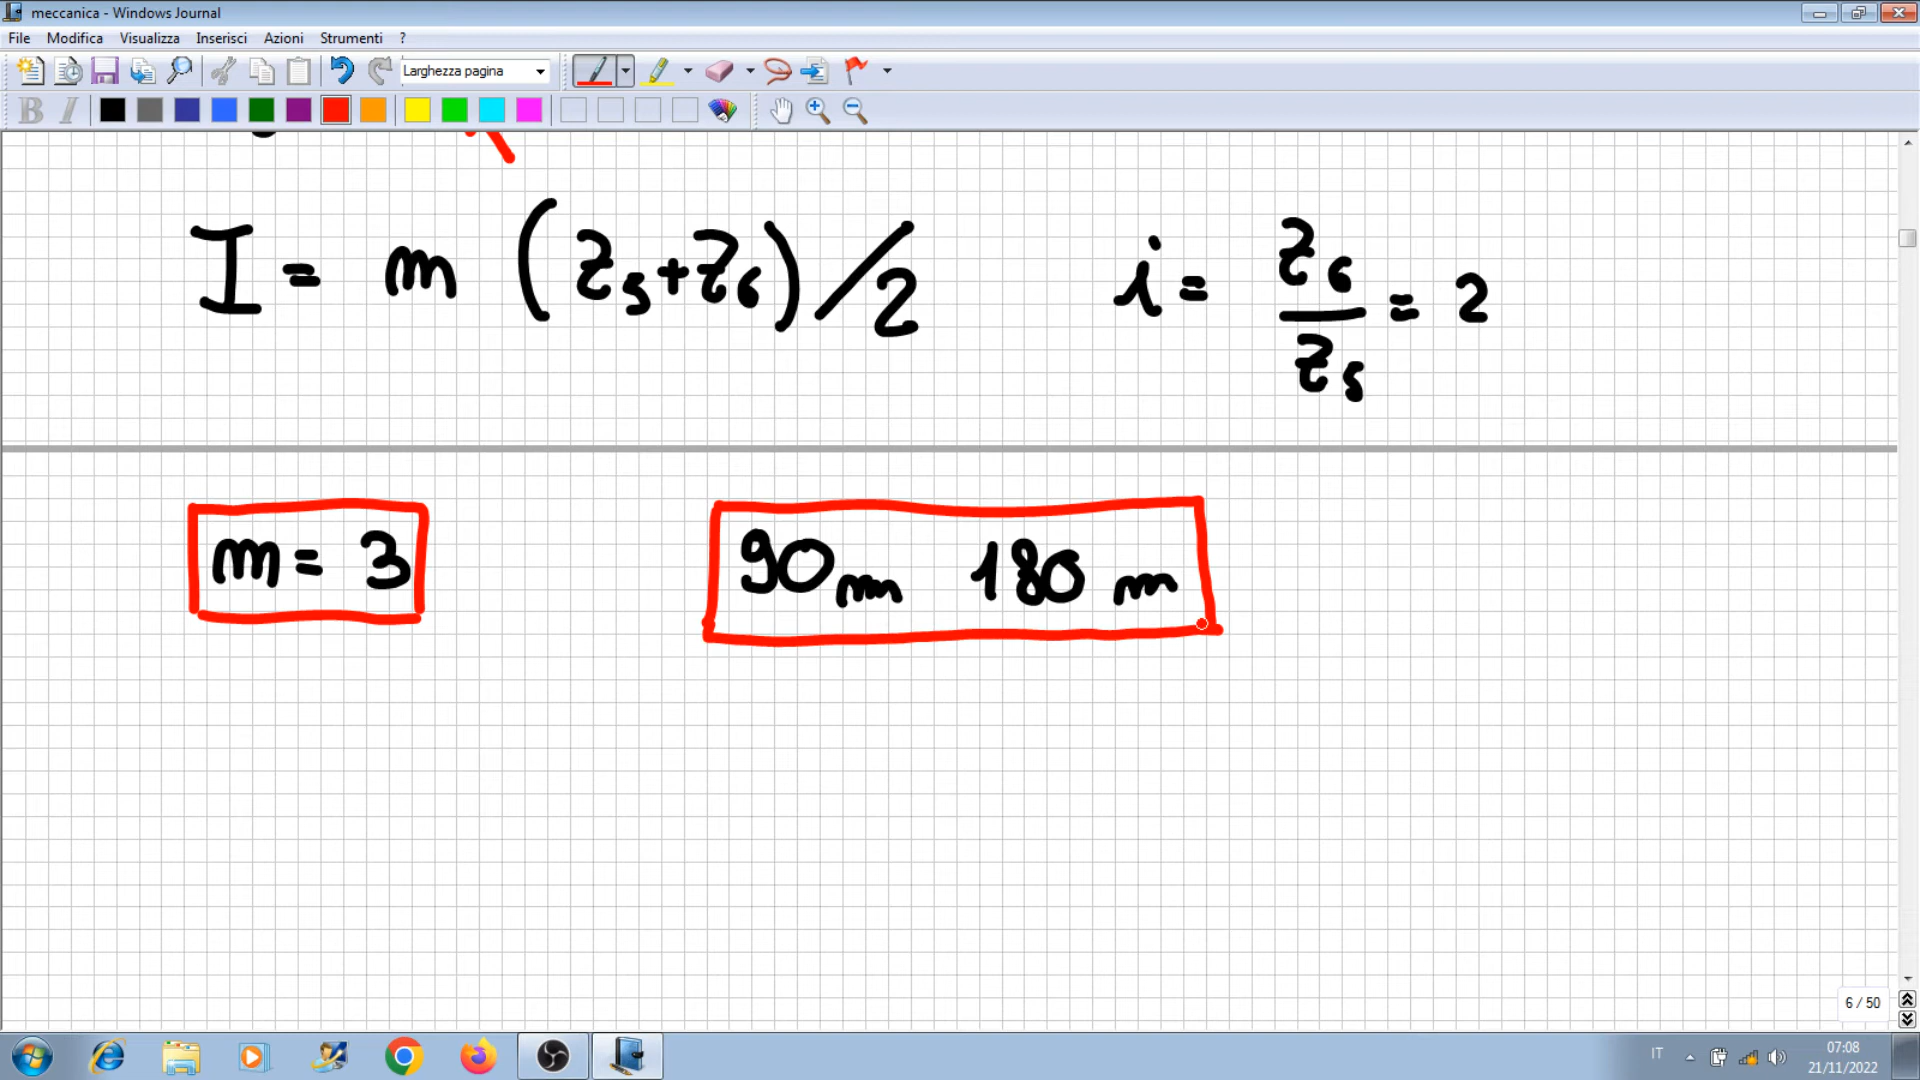 meccanica - Windows Journal
File Modifica Visualizza Inserisci Azioni Strumenti ?
Larghezza pagina
B I
I = m (z5+z6)/2 i = z6/z5 = 2
m = 3 90 mm 180 m
6 / 50
IT 07:08
21/11/2022